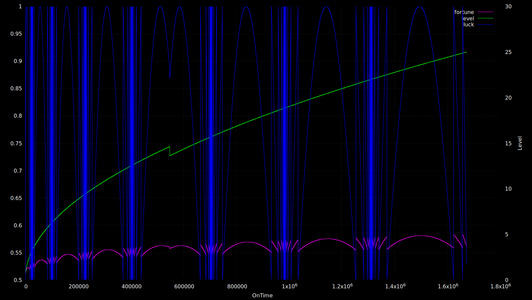 1
0.95
0.9
0.85
0.8
0.75
0.7
0.65
0.6
0.55
0.5
0
200000
400000
600000
800000
1x10⁶
1.2x10⁶
1.4x10⁶
1.6x10⁶
1.8x10⁶
OnTime
30
25
20
15
10
5
0
Level
fortune
level
luck